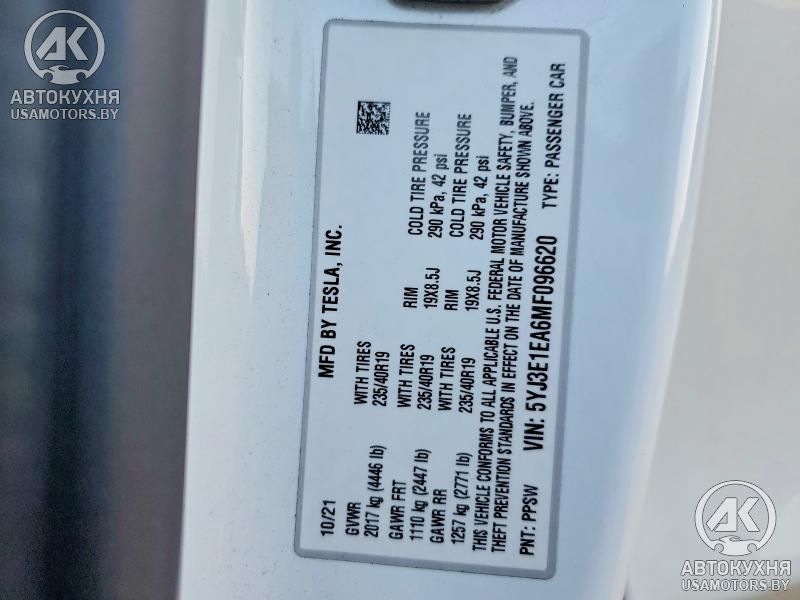 10/21
MFD BY TESLA, INC.
GVWR
2017 kg (4446 lb)
WITH TIRES
235/40R19
RIM
19X8.5J
COLD TIRE PRESSURE
290 kPa, 42 psi
GAWR FRT
1110 kg (2447 lb)
WITH TIRES
235/40R19
RIM
19X8.5J
COLD TIRE PRESSURE
290 kPa, 42 psi
GAWR RR
1257 kg (2771 lb)
WITH TIRES
235/40R19
THIS VEHICLE CONFORMS TO ALL APPLICABLE U.S. FEDERAL MOTOR VEHICLE SAFETY, BUMPER, AND
THEFT PREVENTION STANDARDS IN EFFECT ON THE DATE OF MANUFACTURE SHOWN ABOVE.
VIN: 5YJ3E1EA6MF096620
PNT: PPSW
TYPE: PASSENGER CAR
АК
АВТОКУХНЯ
USAMOTORS.BY
АК
АВТОКУХНЯ
USAMOTORS.BY